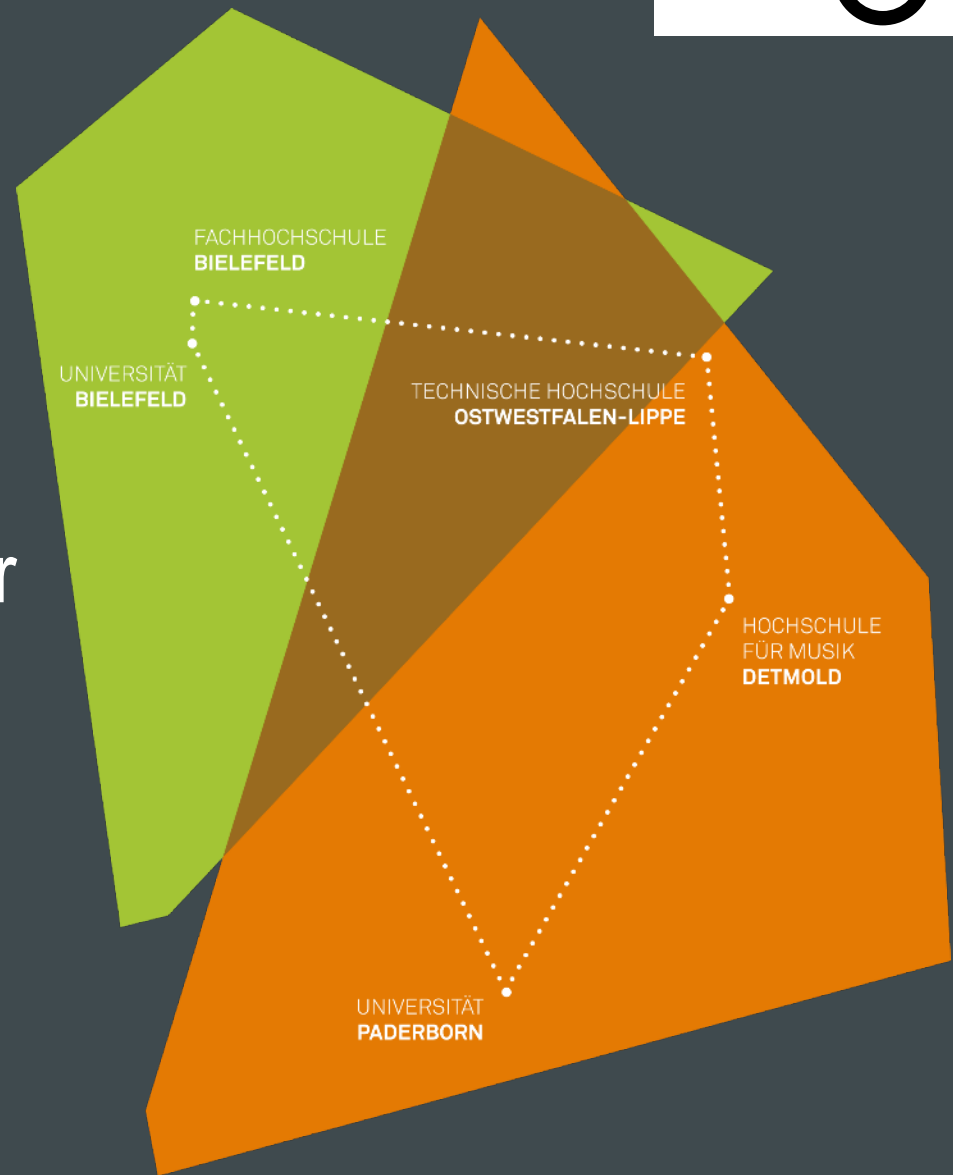 FACHHOCHSCHULE
BIELEFELD
UNIVERSITÄT
BIELEFELD
TECHNISCHE HOCHSCHULE
OSTWESTFALEN-LIPPE
r
HOCHSCHULE
FÜR MUSIK
DETMOLD
UNIVERSITÄT
PADERBORN